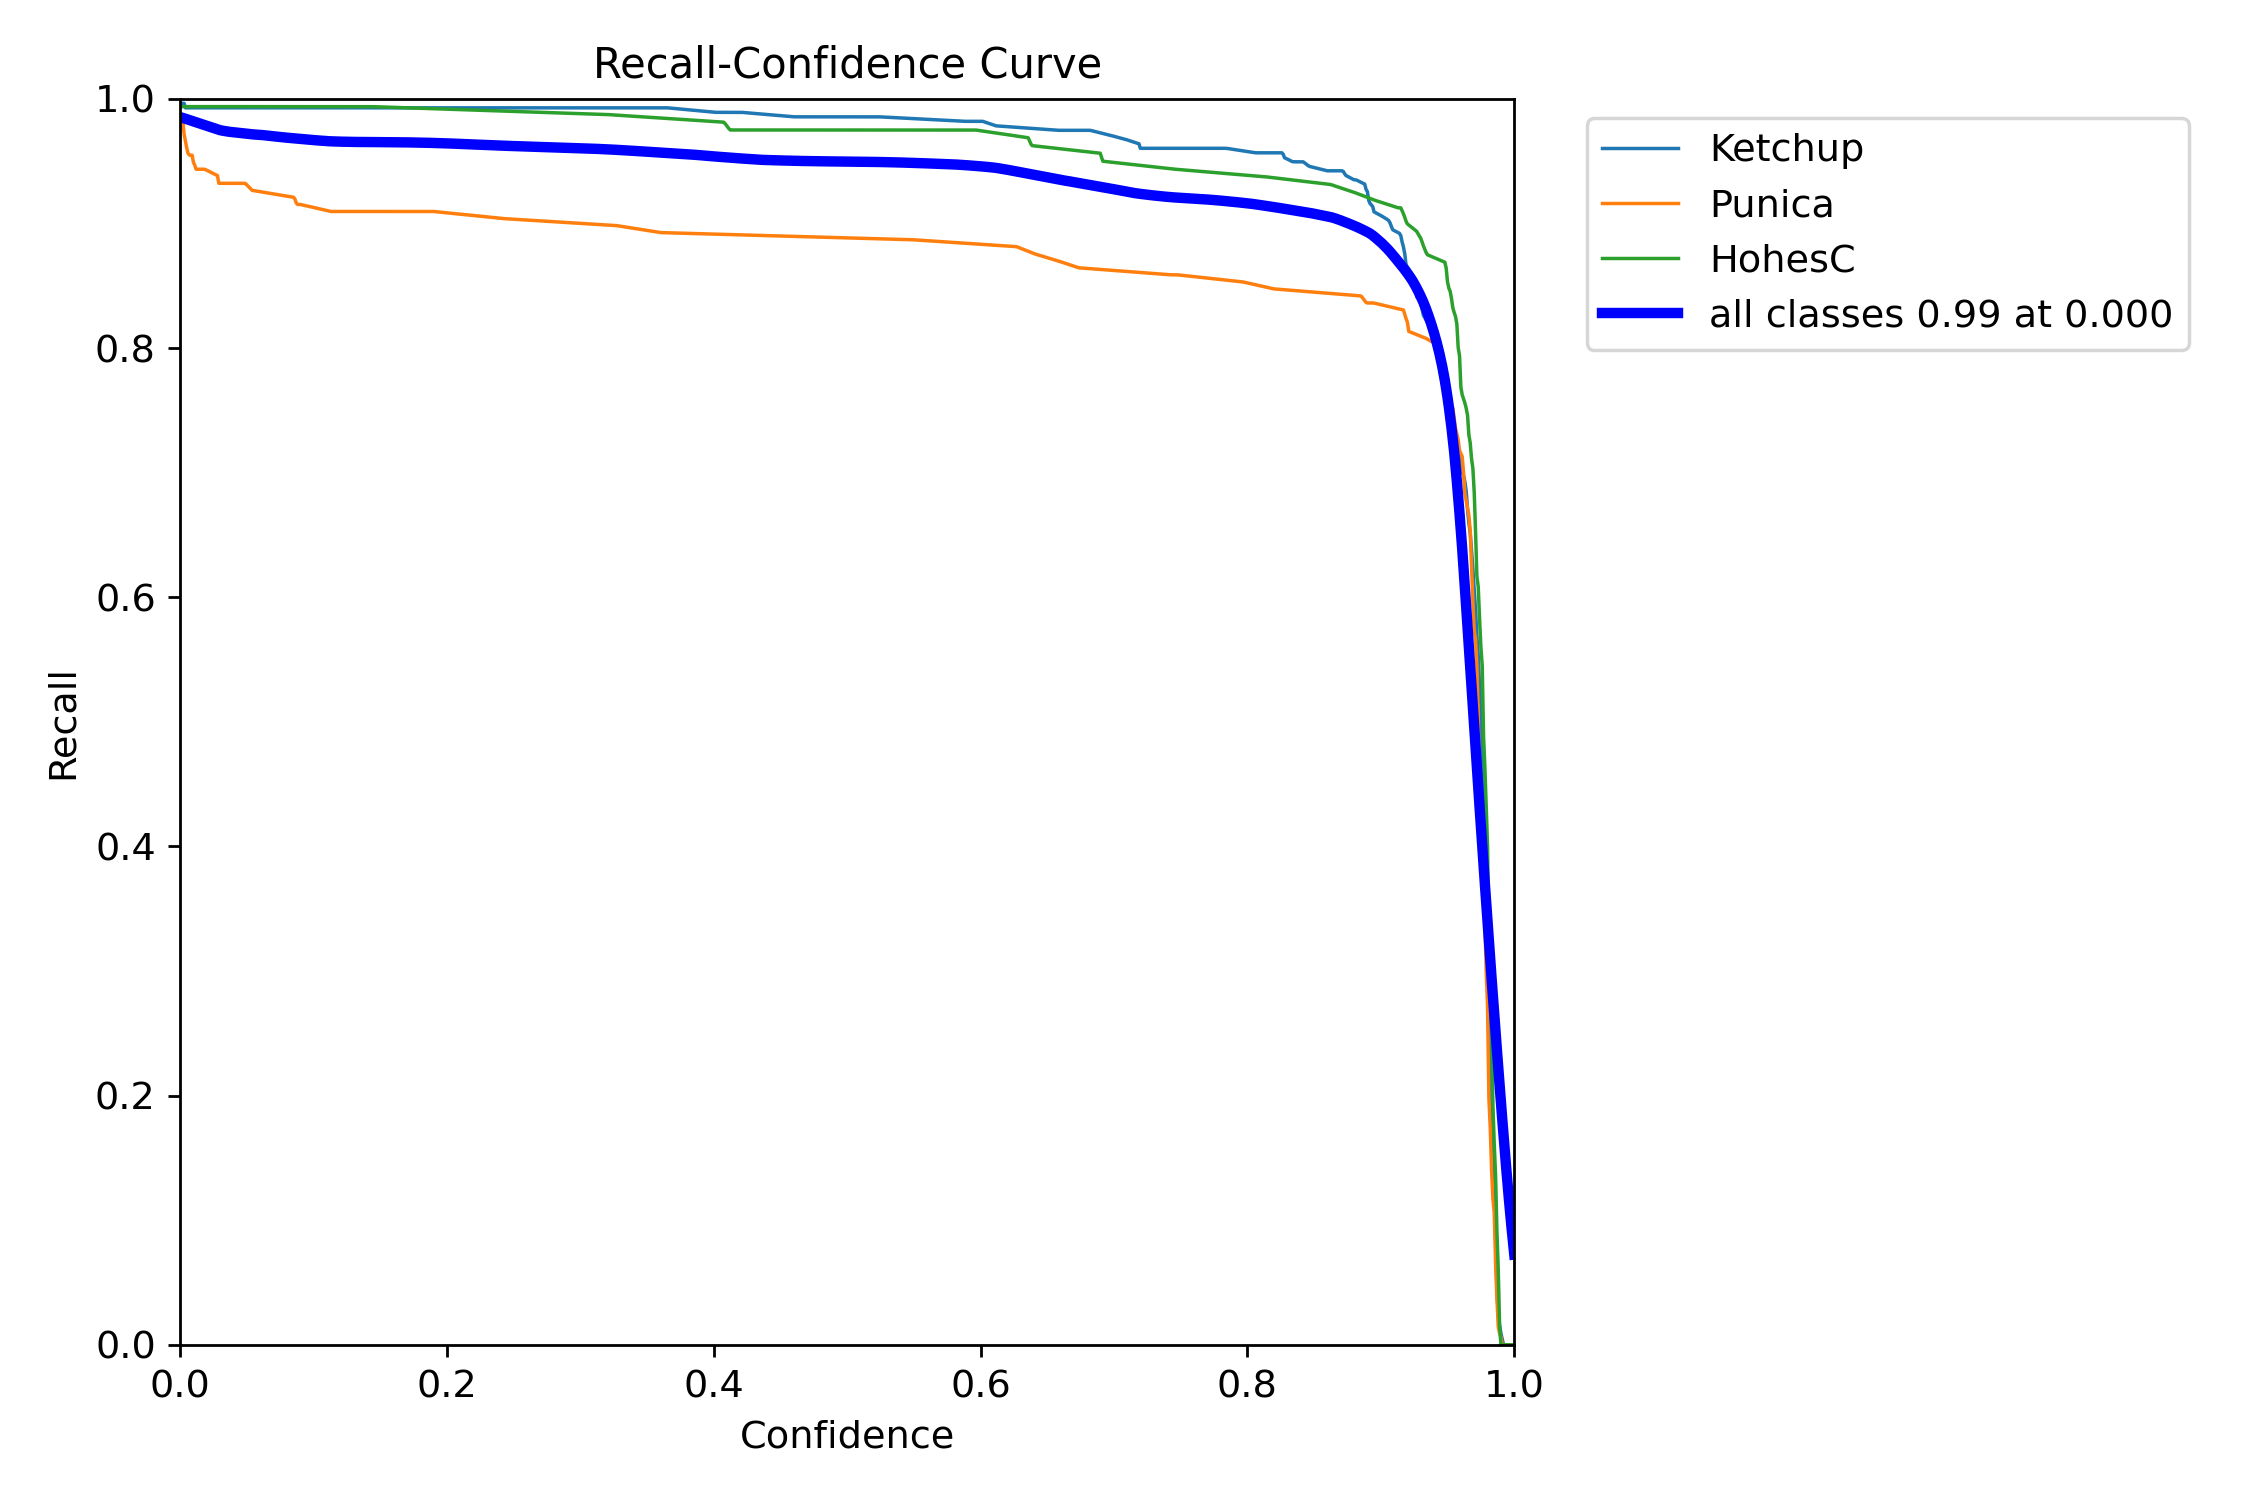 Recall-Confidence Curve
1.0
0.8
0.6
0.4
0.2
0.0
Recall
0.0 0.2 0.4 0.6 0.8 1.0
Confidence
Ketchup
Punica
HohesC
all classes 0.99 at 0.000